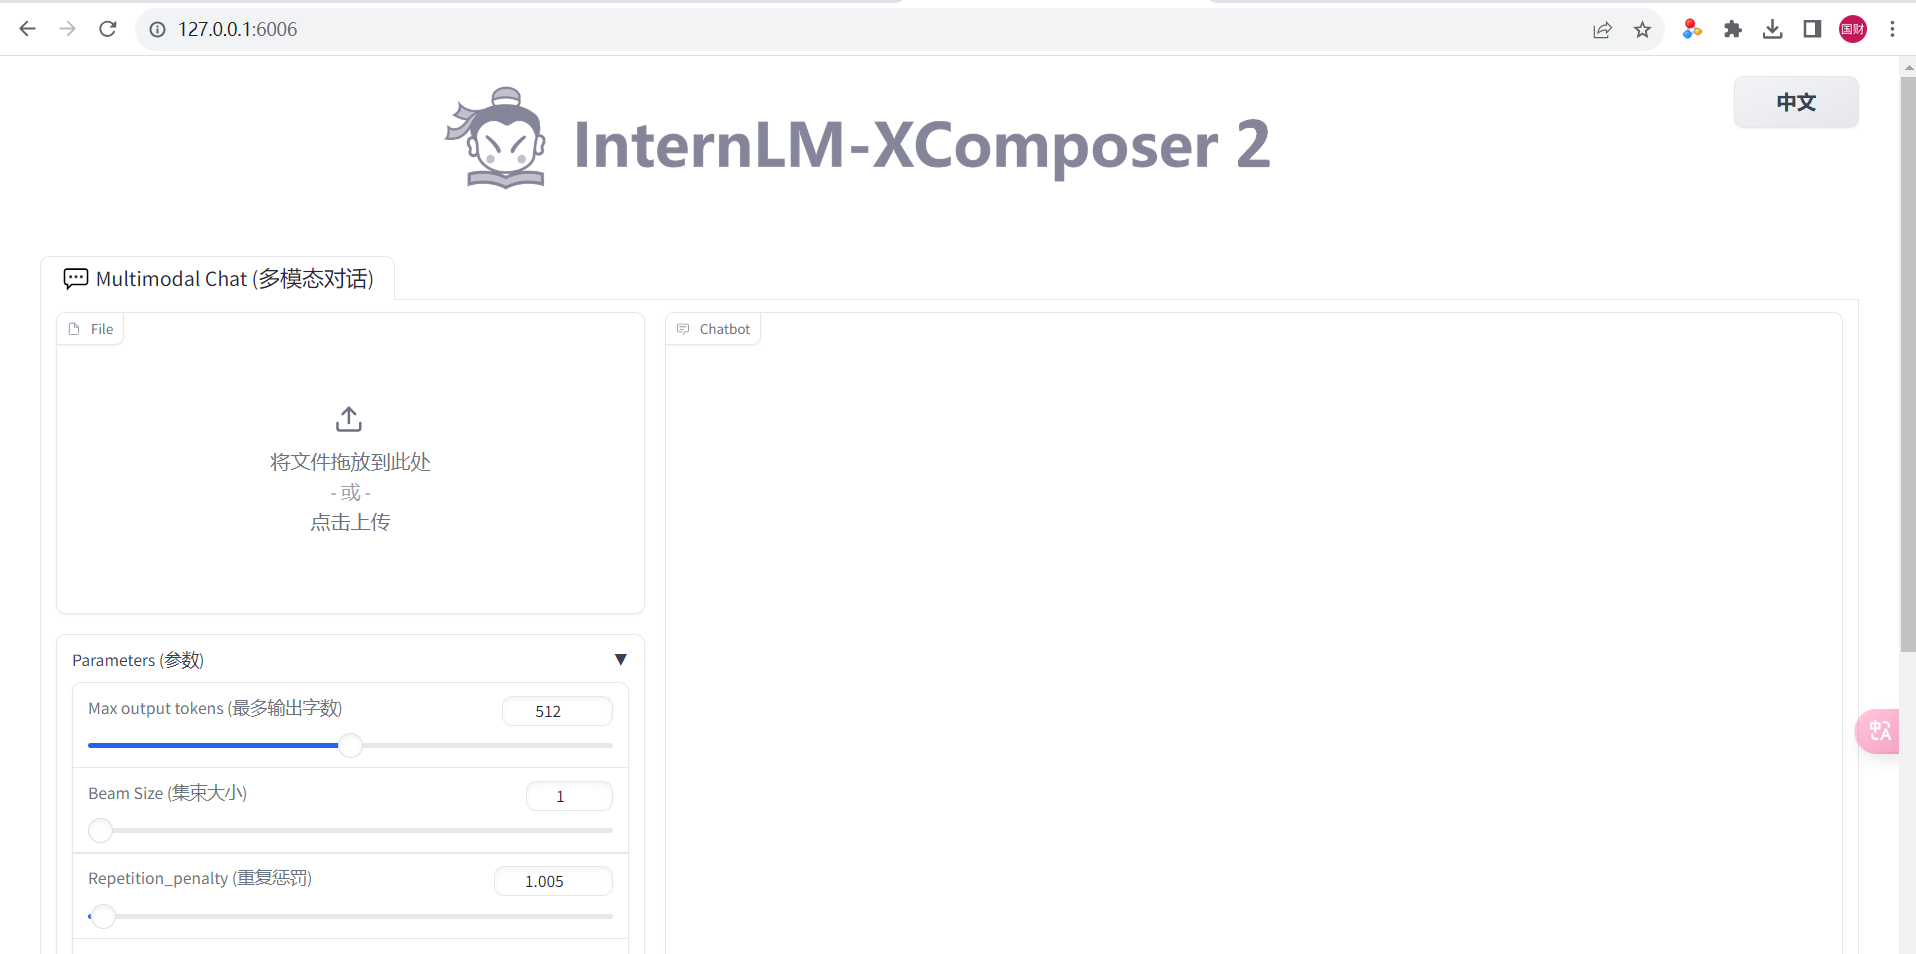 127.0.0.1:6006
国财
中文
InternLM-XComposer 2
Multimodal Chat (多模态对话)
File
Chatbot
将文件拖放到此处
- 或 -
点击上传
Parameters (参数)
▼
Max output tokens (最多输出字数)
512
Beam Size (集束大小)
1
Repetition_penalty (重复惩罚)
1.005
中
A